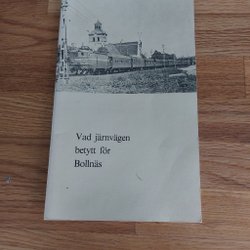 Vad järnvägen
betytt för
Bollnäs